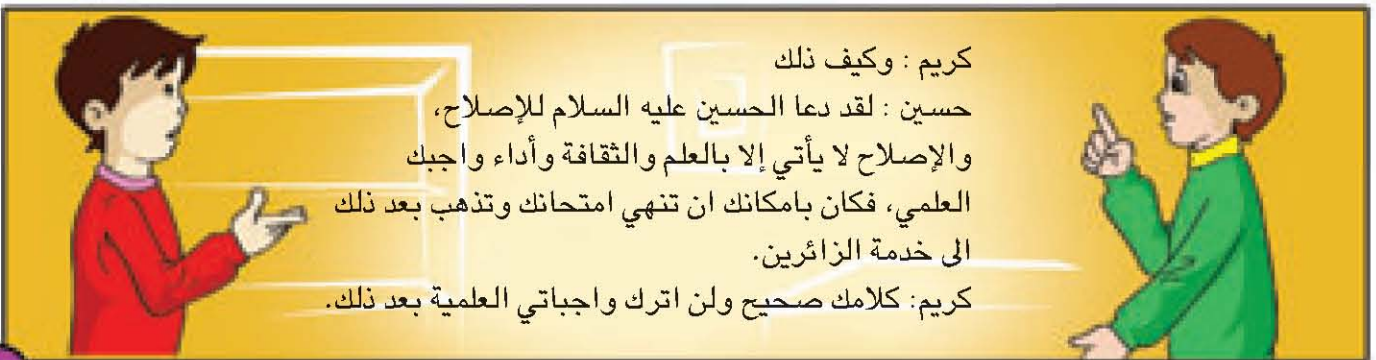 كريم : وكيف ذلك
حسين : لقد دعا الحسين عليه السلام للإصلاح،
والإصلاح لا يأتي إلا بالعلم والثقافة وأداء واجبك
العلمي، فكان بامكانك ان تنهي امتحانك وتذهب بعد ذلك
الى خدمة الزائرين.
كريم: كلامك صحيح ولن اترك واجباتي العلمية بعد ذلك.